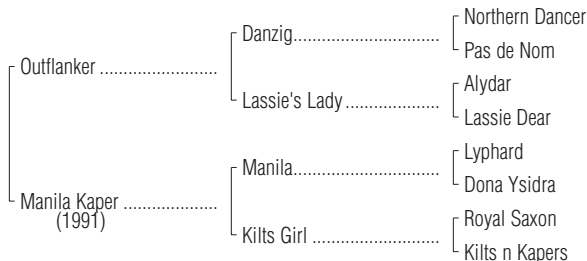 Northern Dancer
Danzig
Pas de Nom
Outflanker
Alydar
Lassie's Lady
Lassie Dear
Lyphard
Manila
Dona Ysidra
Manila Kaper
(1991)
Royal Saxon
Kilts Girl
Kilts n Kapers